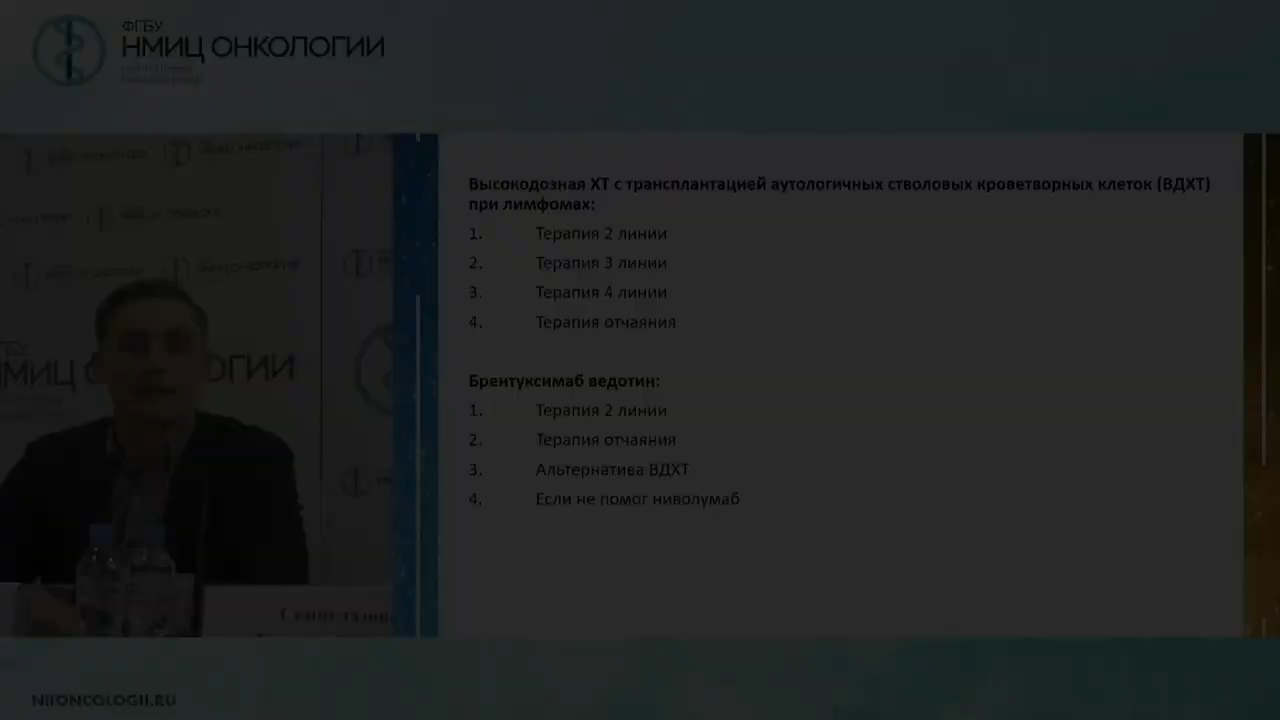 ФГБУ
НМИЦ ОНКОЛОГИИ
Высокодозная ХТ с трансплантацией аутологичных стволовых кроветворных клеток (ВДХТ)
при лимфомах:
1. Терапия 2 линии
2. Терапия 3 линии
3. Терапия 4 линии
4. Терапия отчаяния
Брентуксимаб ведотин:
1. Терапия 2 линии
2. Терапия отчаяния
3. Альтернатива ВДХТ
4. Если не помог ниволумаб
НМИЦ ОНКОЛОГИИ
NIIONCOLOGII.RU